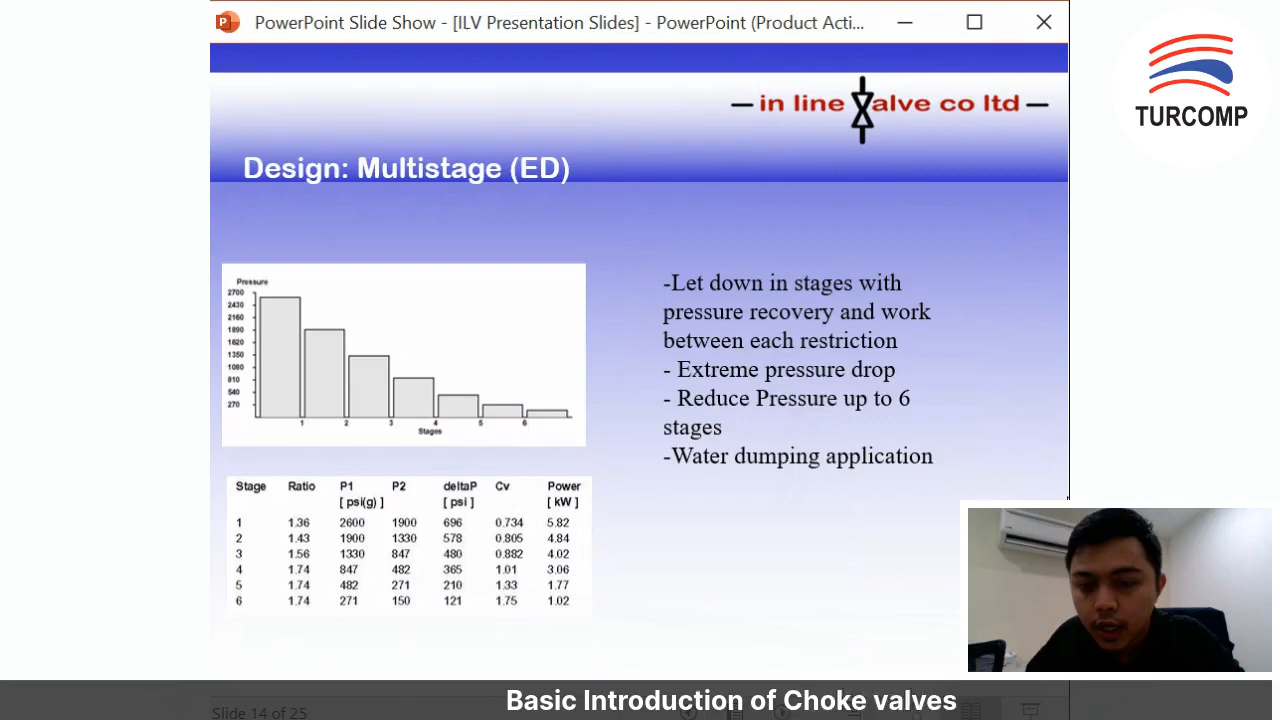 PowerPoint Slide Show - [ILV Presentation Slides] - PowerPoint (Product Acti...
TURCOMP
in line valve co ltd
Design: Multistage (ED)
Pressure
2700
2430
2160
1890
1620
1350
1080
810
540
270
1 2 3 4 5 6
Stages
-Let down in stages with
pressure recovery and work
between each restriction
- Extreme pressure drop
- Reduce Pressure up to 6
stages
-Water dumping application
Stage Ratio P1 P2 deltaP Cv Power
[ psi(g) ] [ psi ] [ kW ]
1 1.36 2600 1900 696 0.734 5.82
2 1.43 1900 1330 578 0.805 4.84
3 1.56 1330 847 480 0.882 4.02
4 1.74 847 482 365 1.01 3.06
5 1.74 482 271 210 1.33 1.77
6 1.74 271 150 121 1.75 1.02
Basic Introduction of Choke valves
Slide 14 of 25